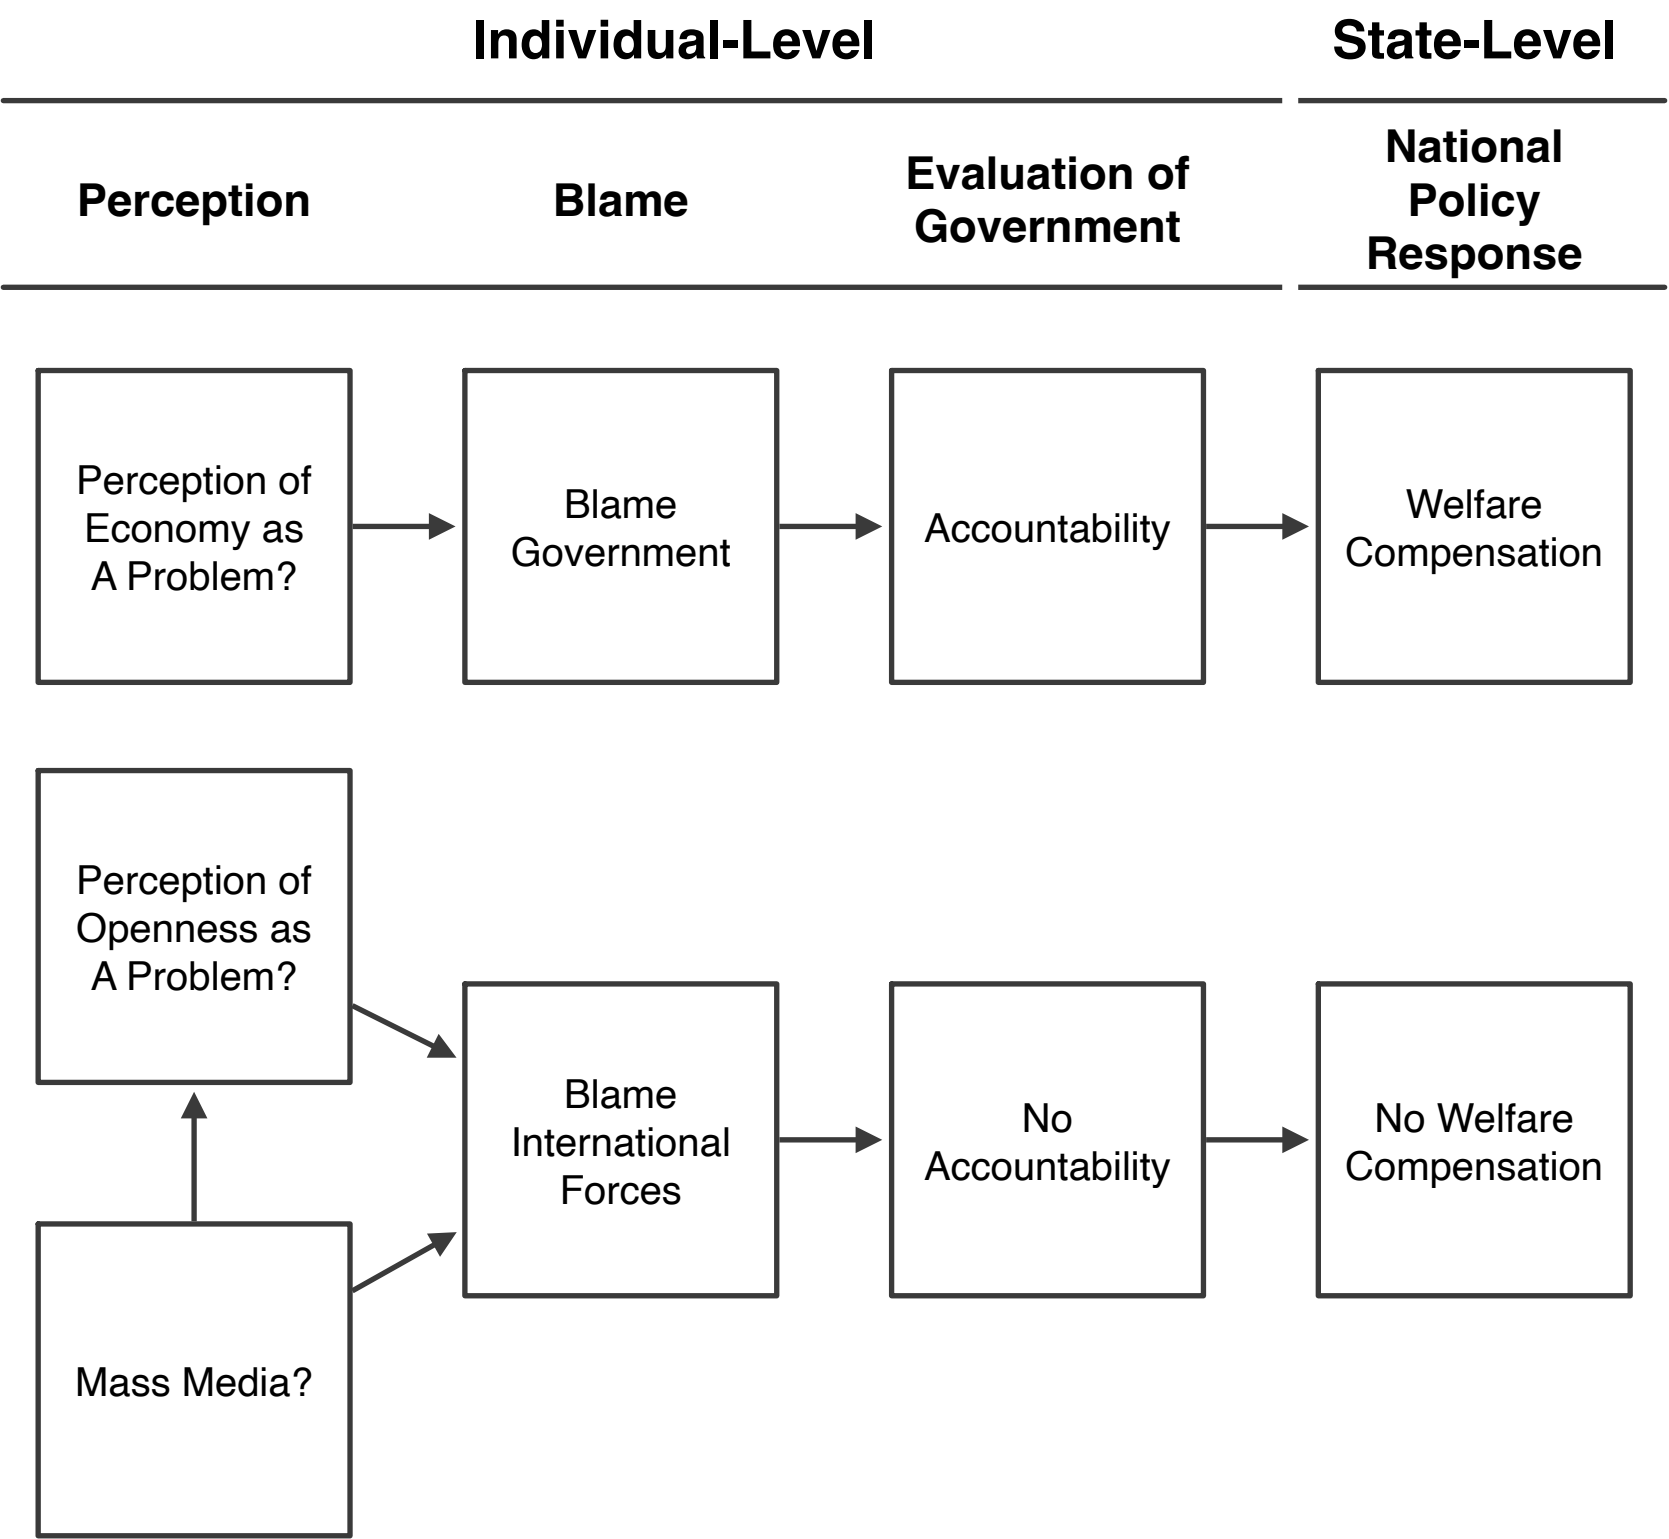 Individual-Level
State-Level
Perception
Blame
Evaluation of
Government
National
Policy
Response
Perception of
Economy as
A Problem?
Blame
Government
Accountability
Welfare
Compensation
Perception of
Openness as
A Problem?
Blame
International
Forces
No
Accountability
No Welfare
Compensation
Mass Media?